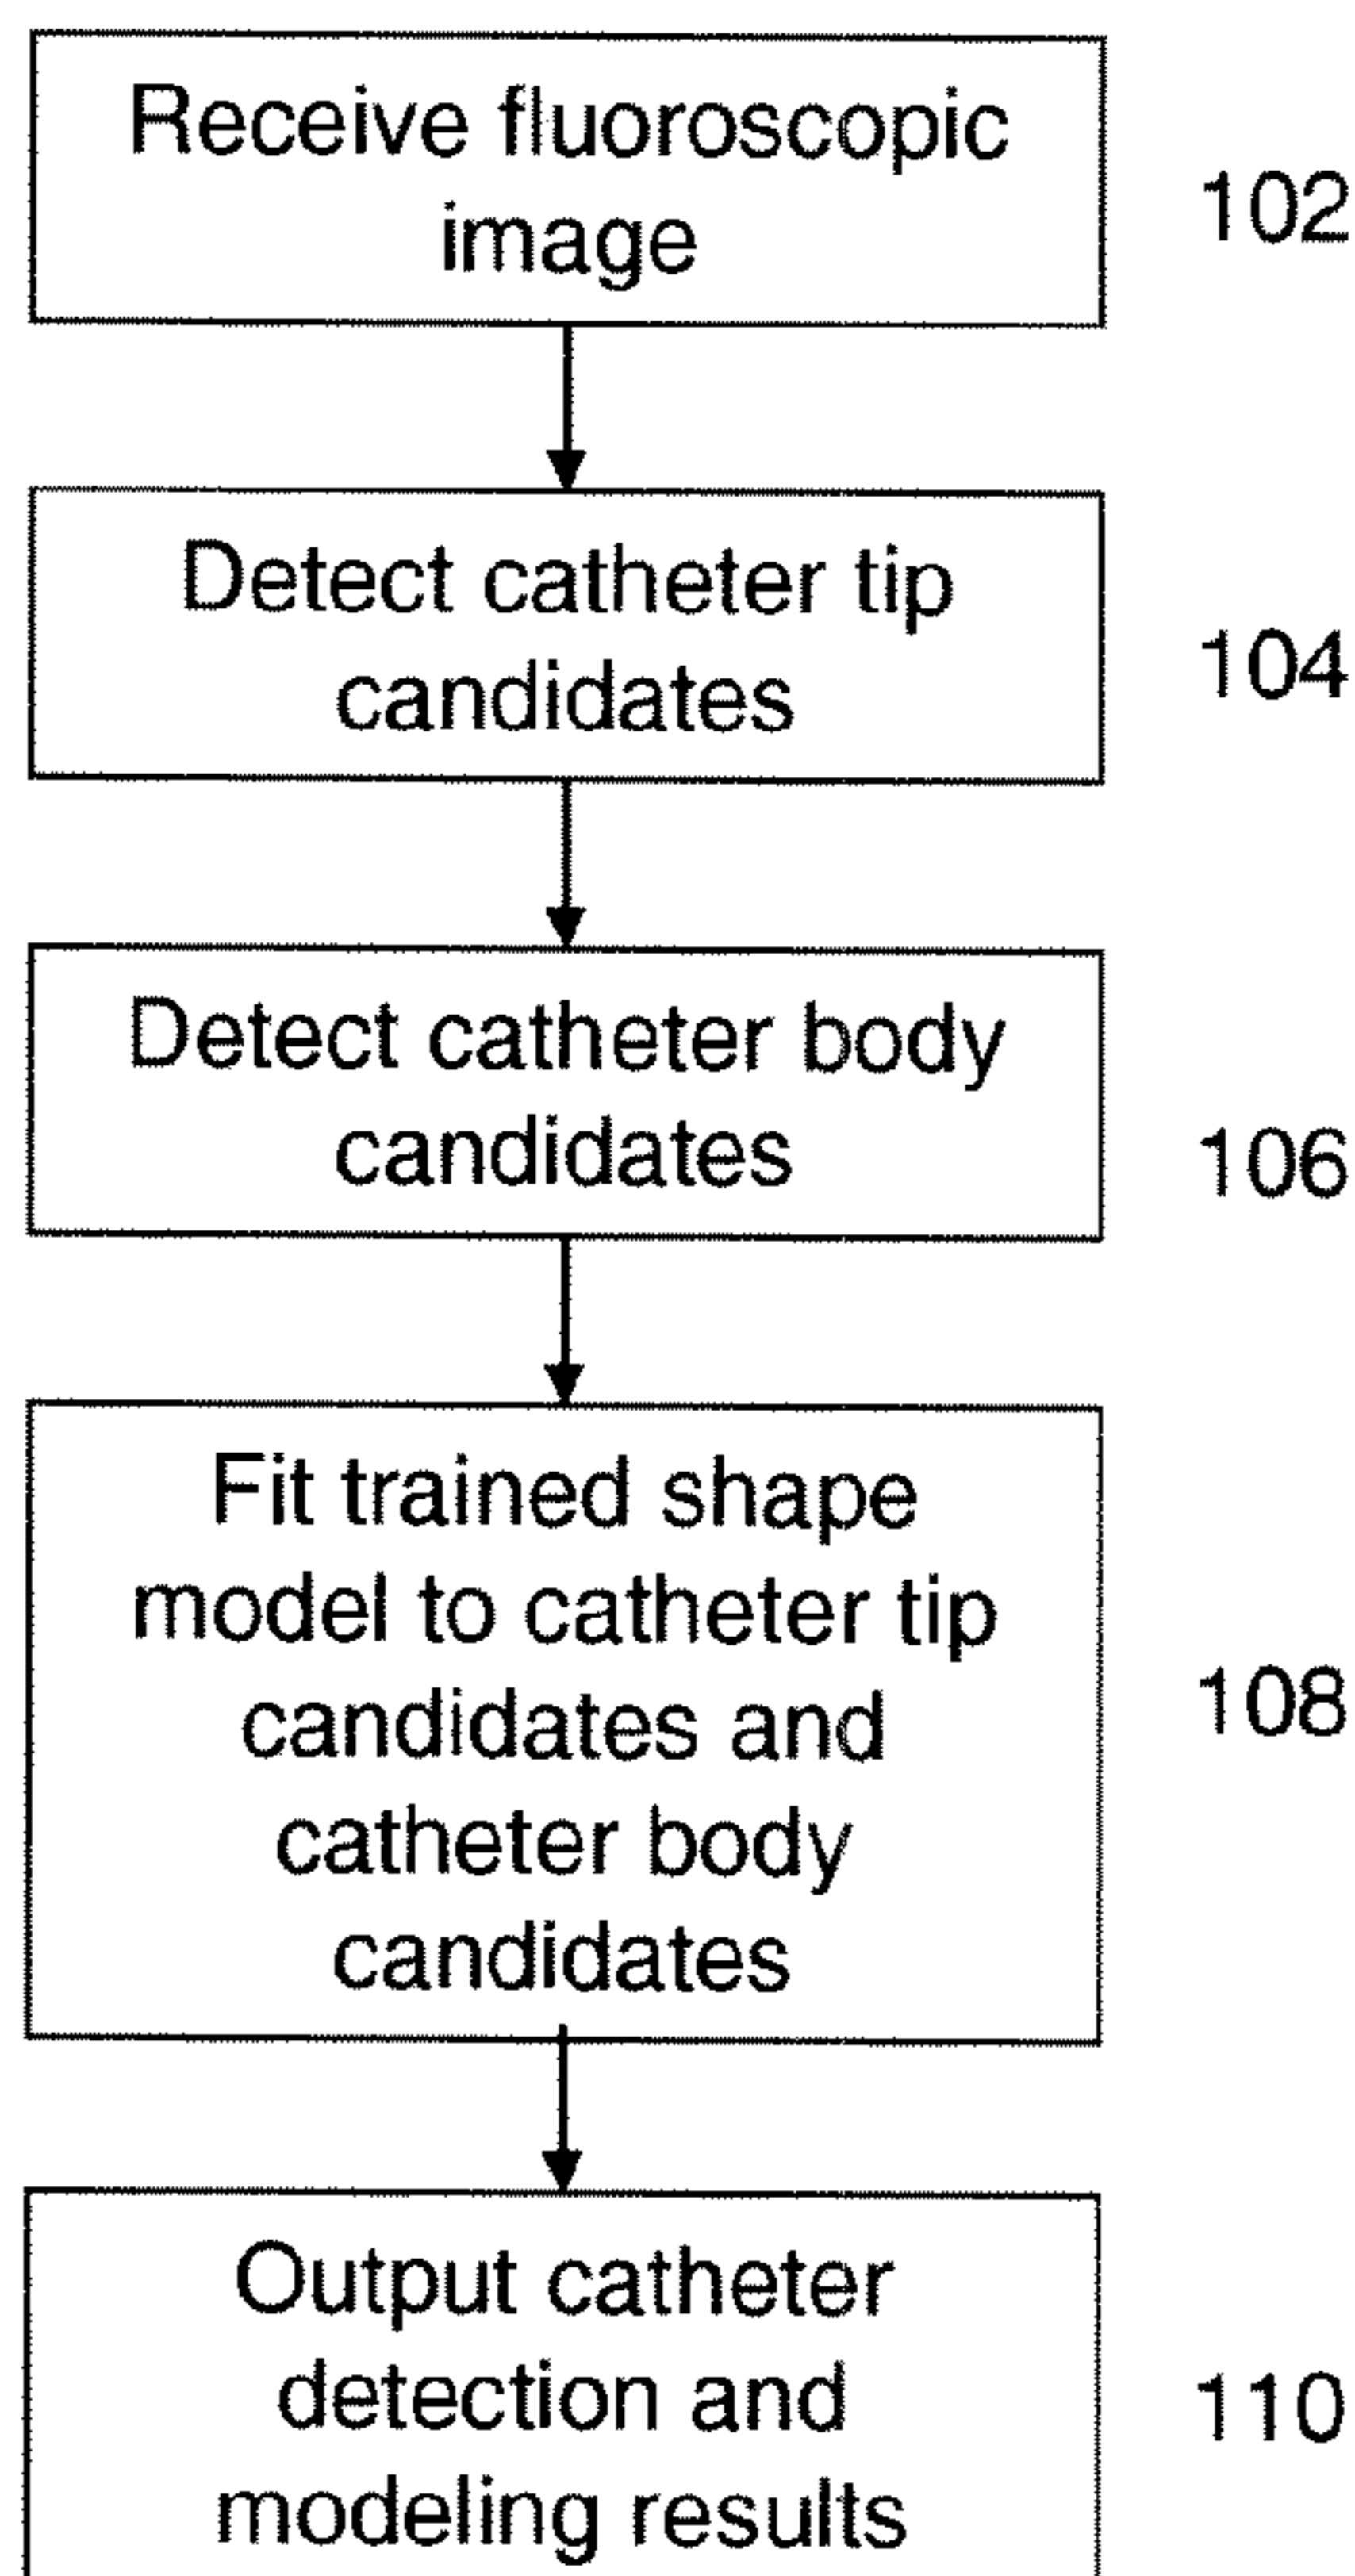 Receive fluoroscopic
image
102
Detect catheter tip
candidates
104
Detect catheter body
candidates
106
Fit trained shape
model to catheter tip
candidates and
catheter body
candidates
108
Output catheter
detection and
modeling results
110